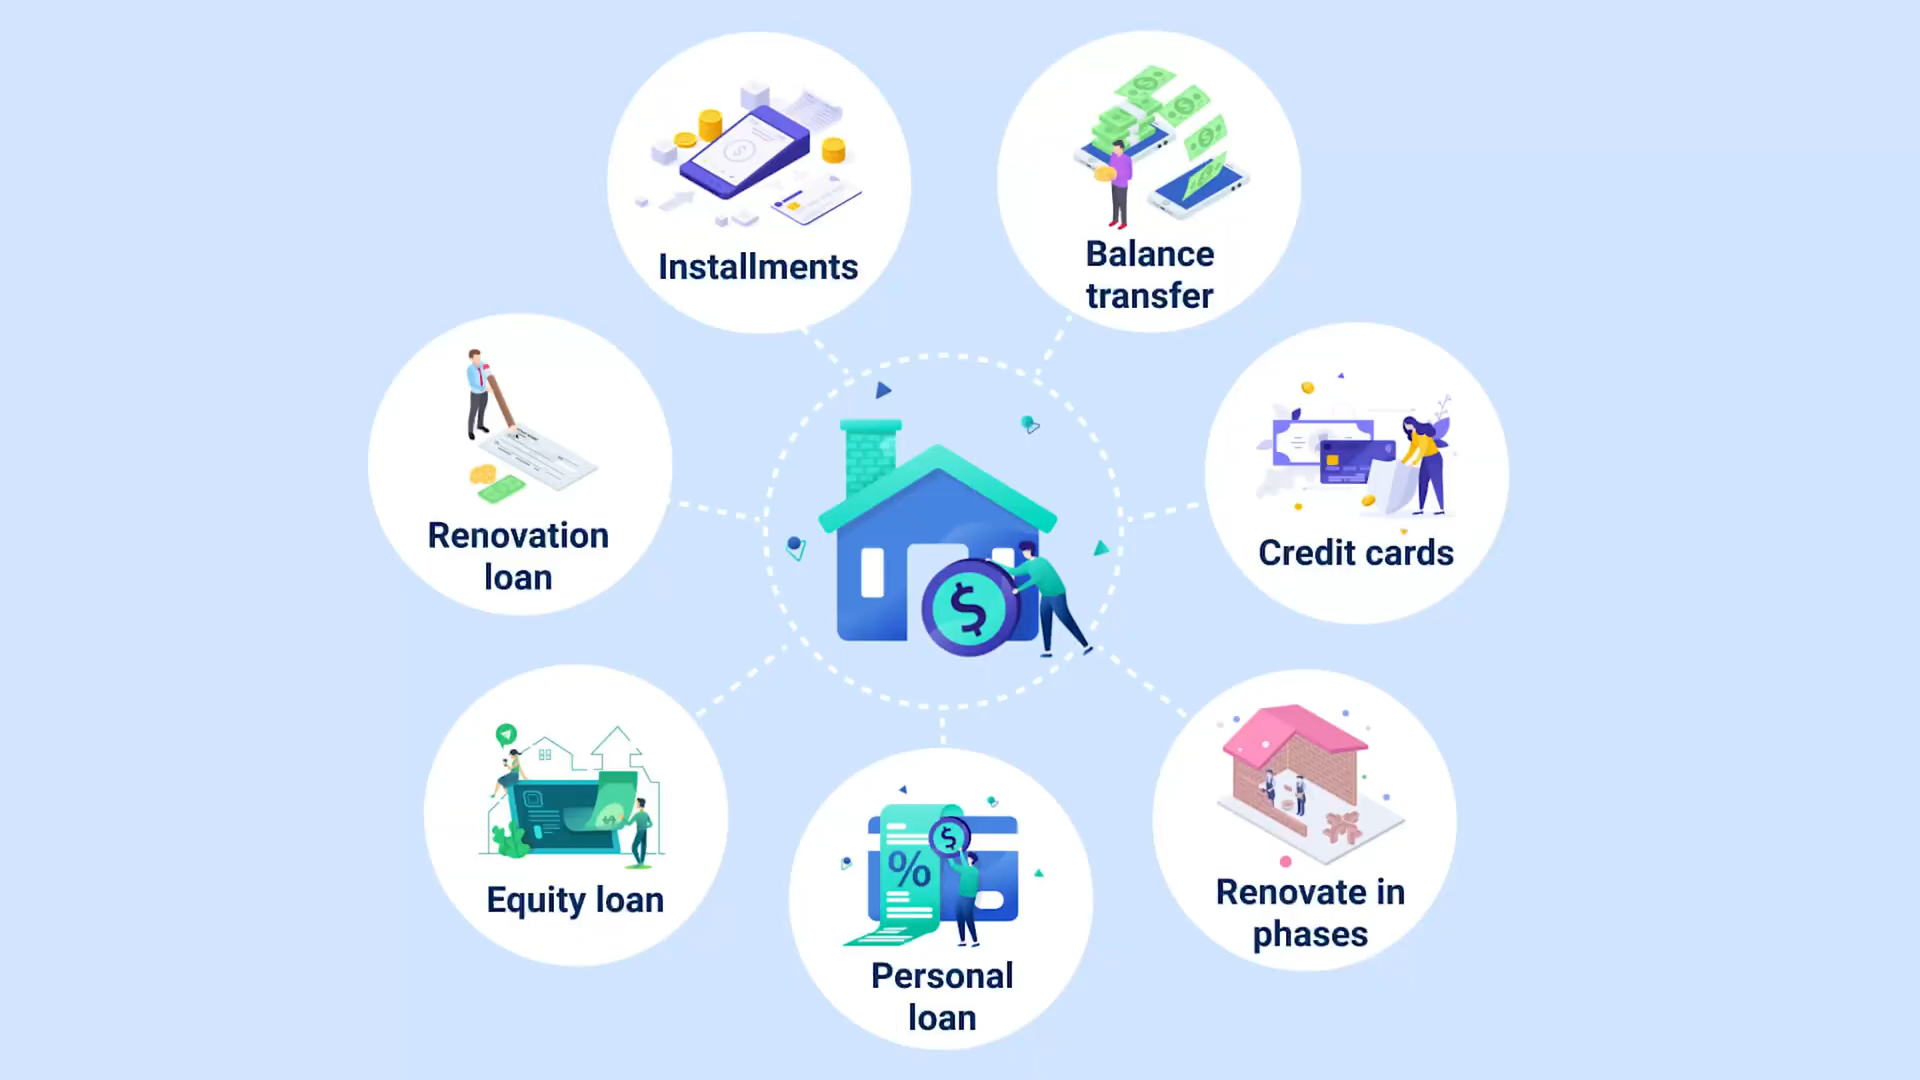 Installments
Balance
transfer
Renovation
loan
Credit cards
Equity loan
Renovate in
phases
%
$
$
Personal
loan